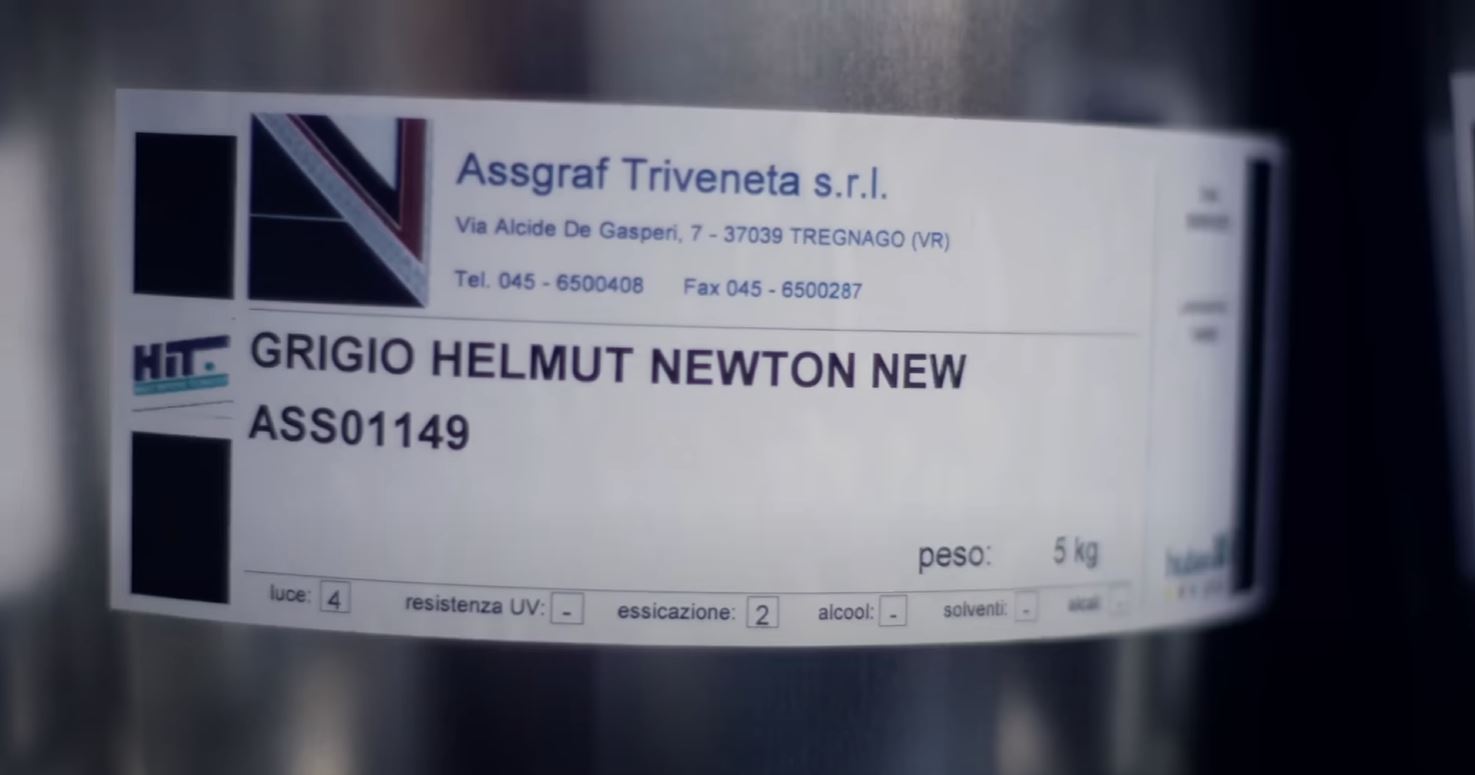 Assgraf Triveneta s.r.l.
Via Alcide De Gasperi, 7 - 37039 TREGNAGO (VR)
Tel. 045 - 6500408 Fax 045 - 6500287
HiT.
GRIGIO HELMUT NEWTON NEW
ASS01149
peso: 5 kg
luce: 4 resistenza UV: - essicazione: 2 alcool: - solventi: -